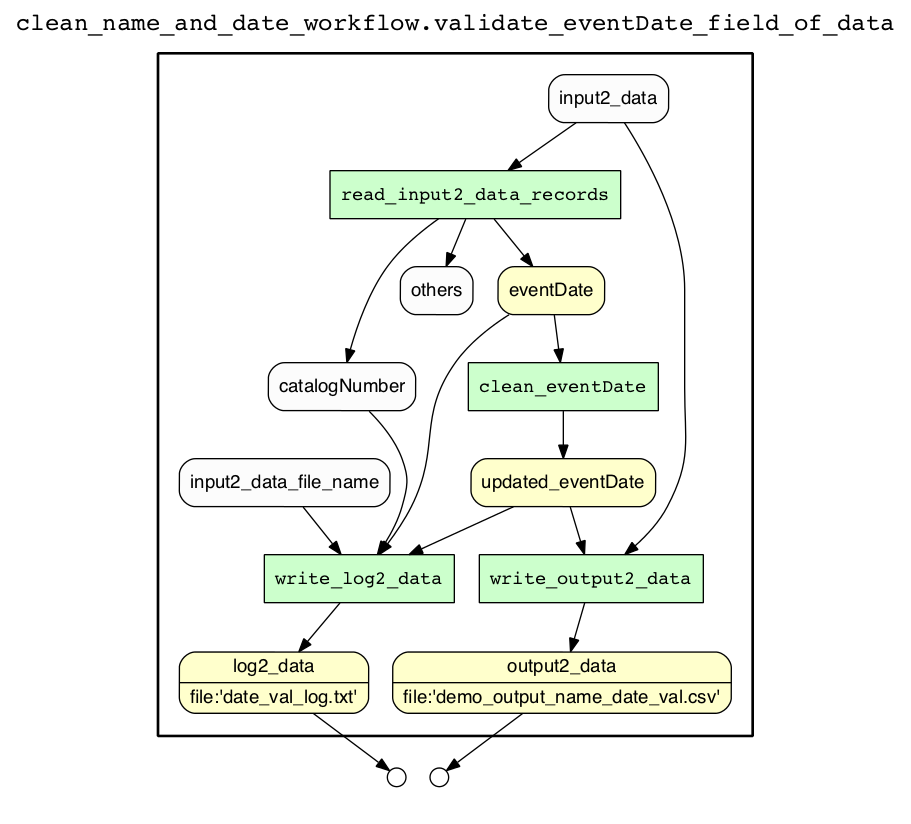 clean_name_and_date_workflow.validate_eventDate_field_of_data
input2_data
read_input2_data_records
others
eventDate
catalogNumber
clean_eventDate
input2_data_file_name
updated_eventDate
write_log2_data
write_output2_data
log2_data
file:'date_val_log.txt'
output2_data
file:'demo_output_name_date_val.csv'